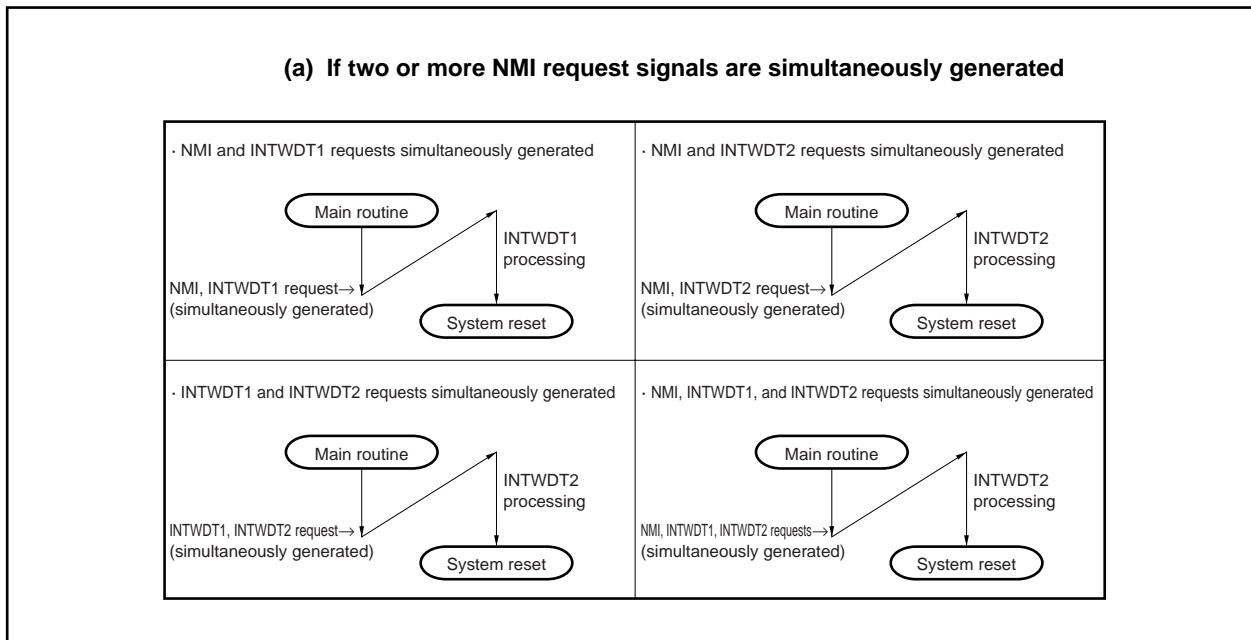 (a) If two or more NMI request signals are simultaneously generated
· NMI and INTWDT1 requests simultaneously generated
Main routine
INTWDT1
processing
NMI, INTWDT1 request→
(simultaneously generated)
System reset
· NMI and INTWDT2 requests simultaneously generated
Main routine
INTWDT2
processing
NMI, INTWDT2 request→
(simultaneously generated)
System reset
· INTWDT1 and INTWDT2 requests simultaneously generated
Main routine
INTWDT2
processing
INTWDT1, INTWDT2 request→
(simultaneously generated)
System reset
· NMI, INTWDT1, and INTWDT2 requests simultaneously generated
Main routine
INTWDT2
processing
NMI, INTWDT1, INTWDT2 requests→
(simultaneously generated)
System reset